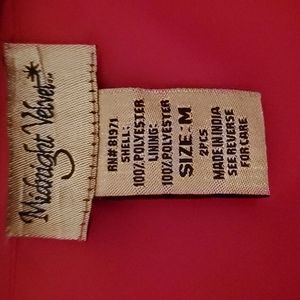 Midnight Velvet
RN# 81971
SHELL:
100% POLYESTER
LINING:
100% POLYESTER
SIZE: M
2PCS
MADE IN INDIA
SEE REVERSE
FOR CARE